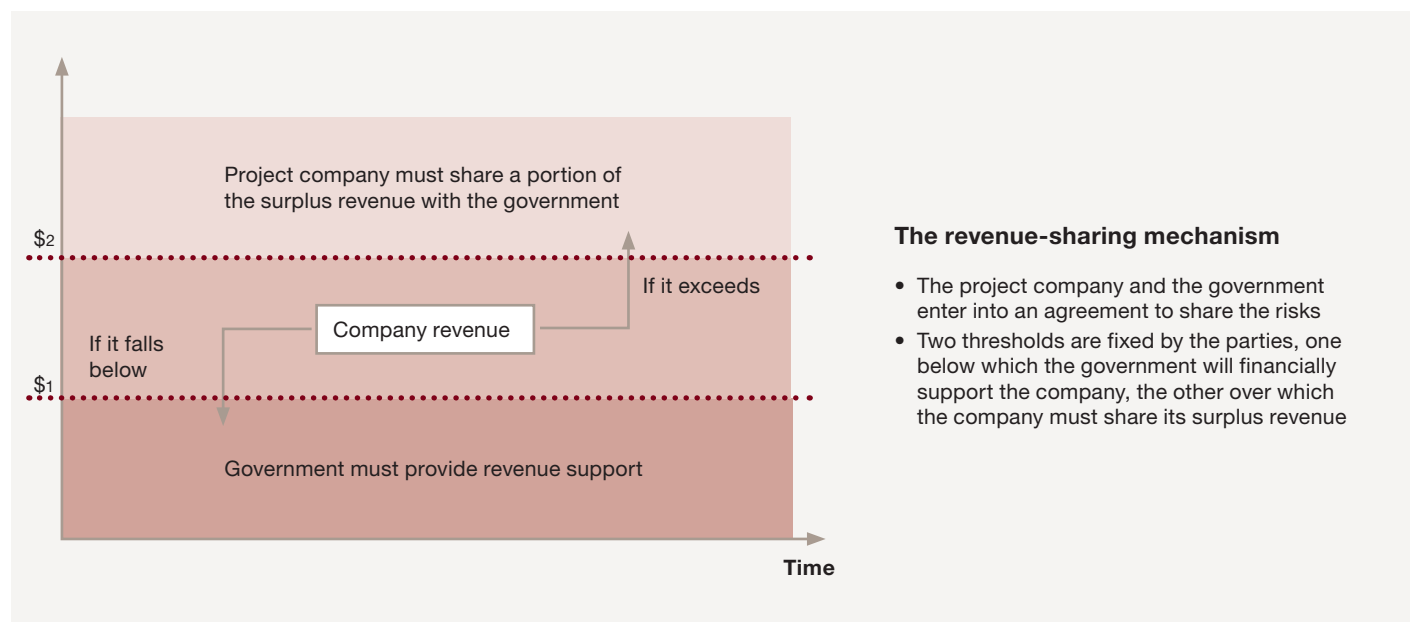 Project company must share a portion of
the surplus revenue with the government
$2
If it exceeds
Company revenue
If it falls
below
$1
Government must provide revenue support
Time
The revenue-sharing mechanism
• The project company and the government
enter into an agreement to share the risks
• Two thresholds are fixed by the parties, one
below which the government will financially
support the company, the other over which
the company must share its surplus revenue